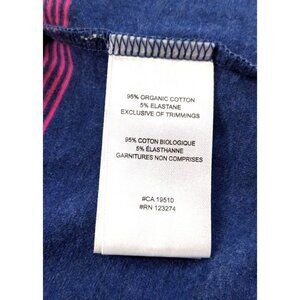 95% ORGANIC COTTON
5% ELASTANE
EXCLUSIVE OF TRIMMINGS
95% COTON BIOLOGIQUE
5% ÉLASTHANNE
GARNITURES NON COMPRISES
#CA 19510
#RN 123274